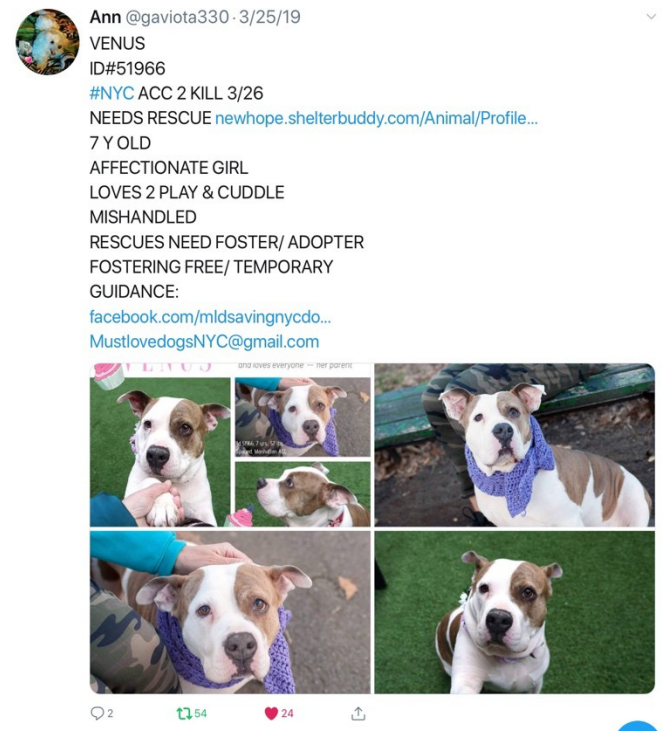 Ann @gaviota330 · 3/25/19
VENUS
ID#51966
#NYC ACC 2 KILL 3/26
NEEDS RESCUE newhope.shelterbuddy.com/Animal/Profile...
7 Y OLD
AFFECTIONATE GIRL
LOVES 2 PLAY & CUDDLE
MISHANDLED
RESCUES NEED FOSTER/ ADOPTER
FOSTERING FREE/ TEMPORARY
GUIDANCE:
facebook.com/mldsavingnycdo...
MustlovedogsNYC@gmail.com
VENUS
and loves everyone -- her parent
2 54 24